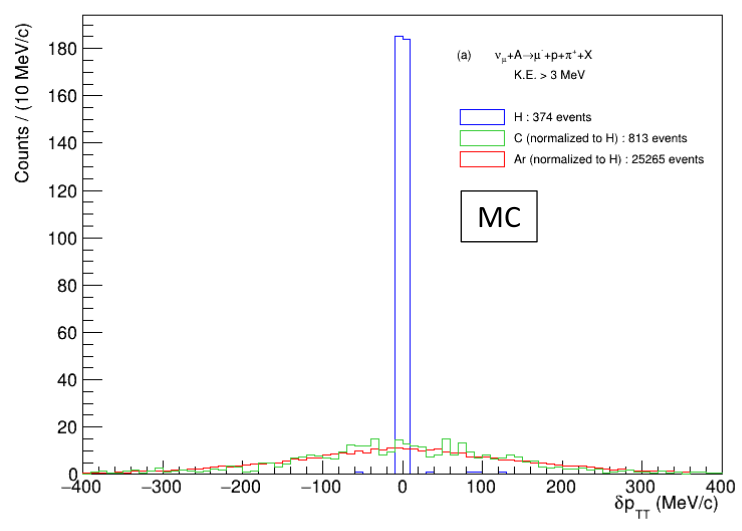 Counts / (10 MeV/c)
180
160
140
120
100
80
60
40
20
0
(a) νμ+A→μ-+p+π++X
K.E. > 3 MeV
H : 374 events
C (normalized to H) : 813 events
Ar (normalized to H) : 25265 events
MC
−400 −300 −200 −100 0 100 200 300 400
δpTT (MeV/c)